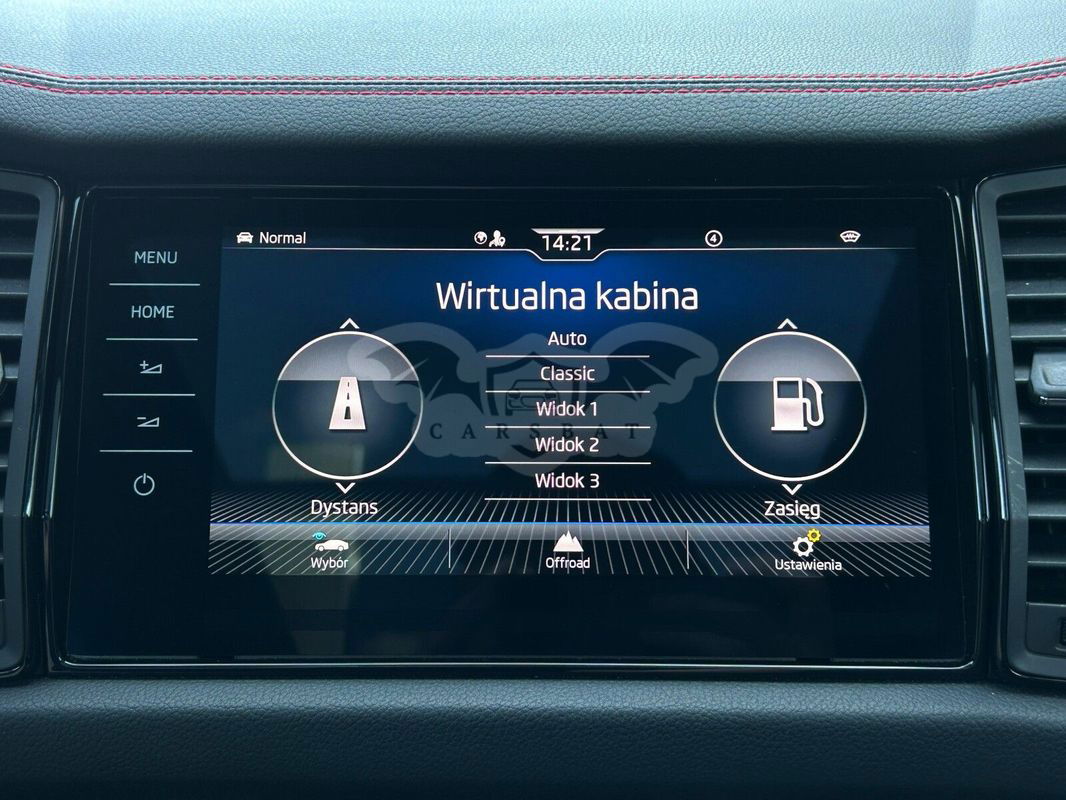 Normal
14:21
4
MENU
HOME
Wirtualna kabina
Auto
Classic
Widok 1
CARSBAT
Widok 2
Widok 3
Dystans
Zasięg
Wybór
Offroad
Ustawienia